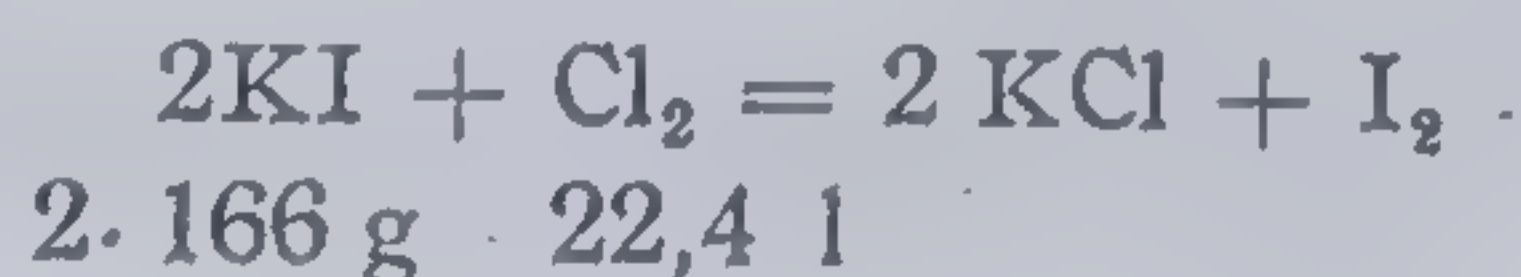 2KI + Cl₂ = 2 KCl + I₂
2. 166 g 22,4 l